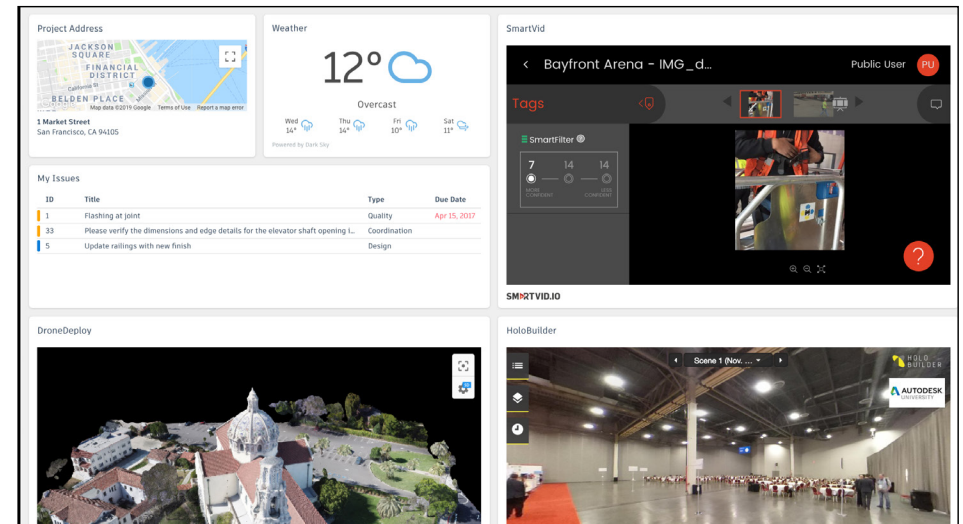 Project Address
JACKSON
SQUARE
FINANCIAL
DISTRICT
California St
BELDEN PLACE
Map data ©2019 Google Terms of Use Report a map error
1 Market Street
San Francisco, CA 94105
Weather
12°
Overcast
Wed Thu Fri Sat
14° 14° 10° 11°
Powered by Dark Sky
My Issues
ID Title Type Due Date
1 Flashing at joint Quality Apr 15, 2017
33 Please verify the dimensions and edge details for the elevator shaft opening i... Coordination
5 Update railings with new finish Design
SmartVid
Bayfront Arena - IMG_d... Public User PU
Tags
SmartFilter
7 14 14
MORE CONFIDENT LESS CONFIDENT
?
SMARTVID.IO
DroneDeploy
HoloBuilder
Scene 1 (Nov. ...
HOLO
BUILDER
AUTODESK
UNIVERSITY